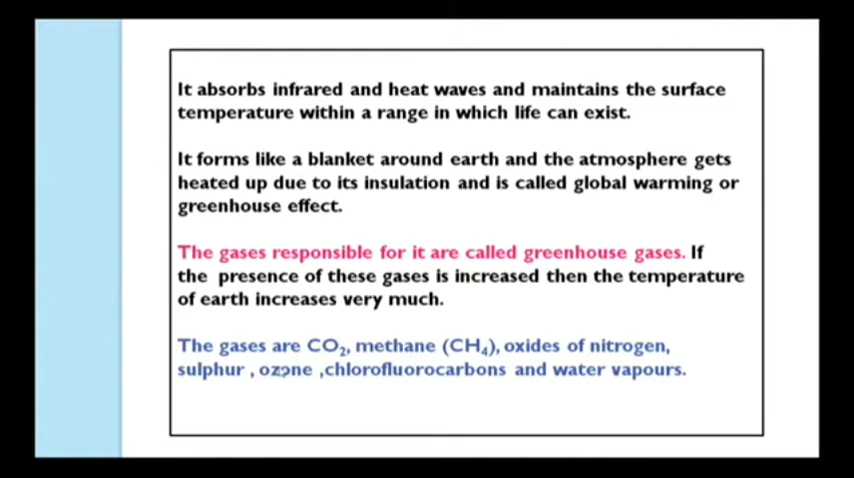 It absorbs infrared and heat waves and maintains the surface
temperature within a range in which life can exist.
It forms like a blanket around earth and the atmosphere gets
heated up due to its insulation and is called global warming or
greenhouse effect.
The gases responsible for it are called greenhouse gases. If
the presence of these gases is increased then the temperature
of earth increases very much.
The gases are CO₂, methane (CH₄), oxides of nitrogen,
sulphur , ozone ,chlorofluorocarbons and water vapours.